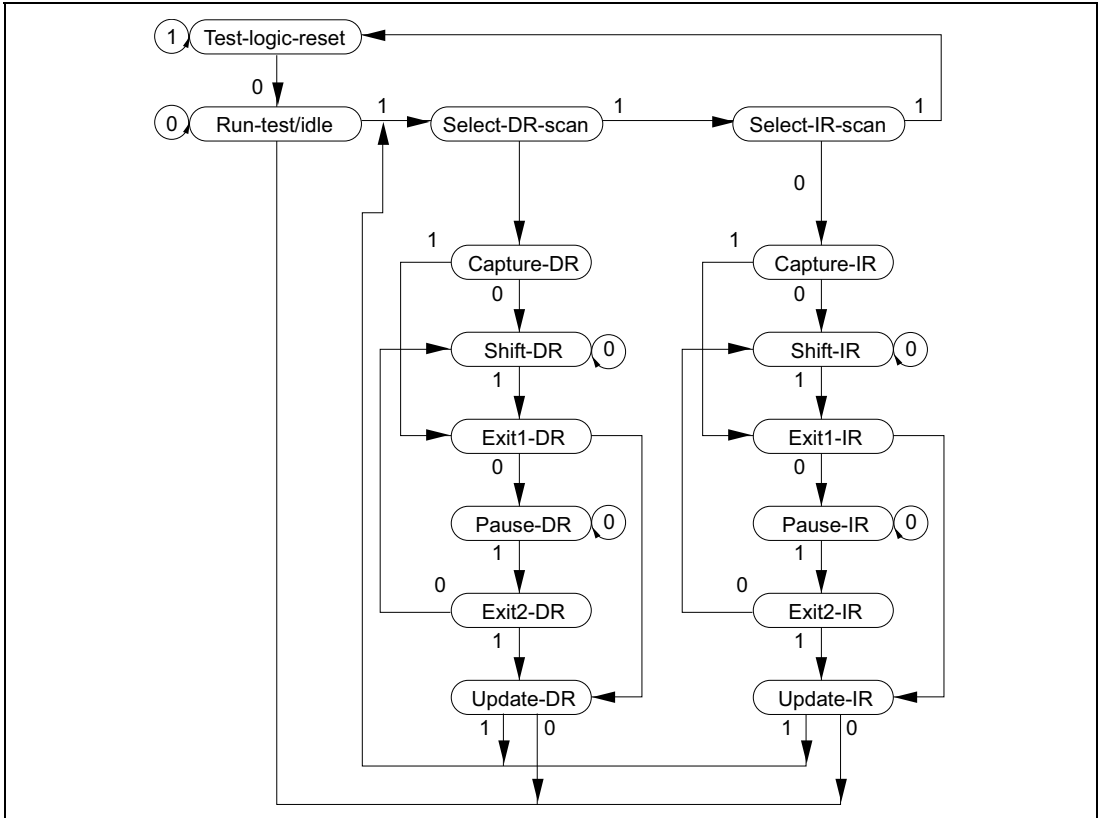 1 Test-logic-reset
0
0 Run-test/idle 1 Select-DR-scan 1 Select-IR-scan 1
0
1 1
Capture-DR Capture-IR
0 0
Shift-DR 0 Shift-IR 0
1 1
Exit1-DR Exit1-IR
0 0
Pause-DR 0 Pause-IR 0
1 1
0 0
Exit2-DR Exit2-IR
1 1
Update-DR Update-IR
1 0 1 0